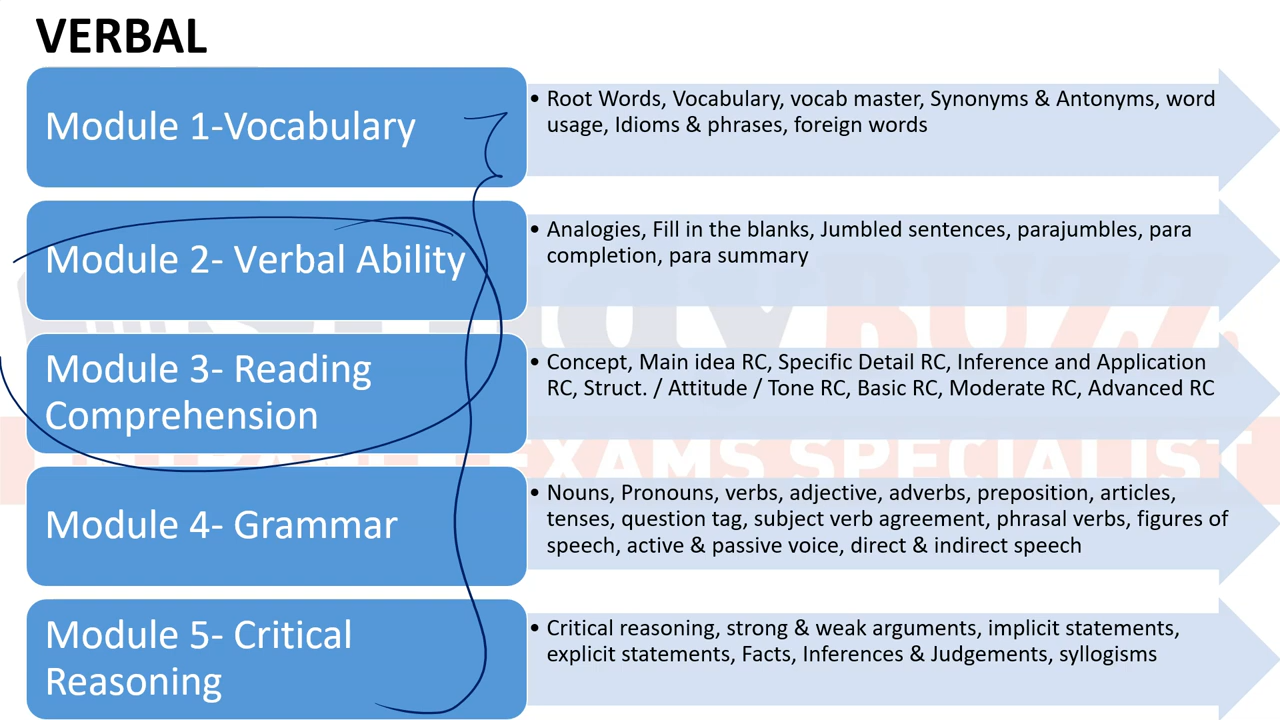 VERBAL
Module 1-Vocabulary
• Root Words, Vocabulary, vocab master, Synonyms & Antonyms, word
usage, Idioms & phrases, foreign words
Module 2- Verbal Ability
• Analogies, Fill in the blanks, Jumbled sentences, parajumbles, para
completion, para summary
Module 3- Reading
Comprehension
• Concept, Main idea RC, Specific Detail RC, Inference and Application
RC, Struct. / Attitude / Tone RC, Basic RC, Moderate RC, Advanced RC
Module 4- Grammar
• Nouns, Pronouns, verbs, adjective, adverbs, preposition, articles,
tenses, question tag, subject verb agreement, phrasal verbs, figures of
speech, active & passive voice, direct & indirect speech
Module 5- Critical
Reasoning
• Critical reasoning, strong & weak arguments, implicit statements,
explicit statements, Facts, Inferences & Judgements, syllogisms
BUZZ
EXAMS SPECIALIST